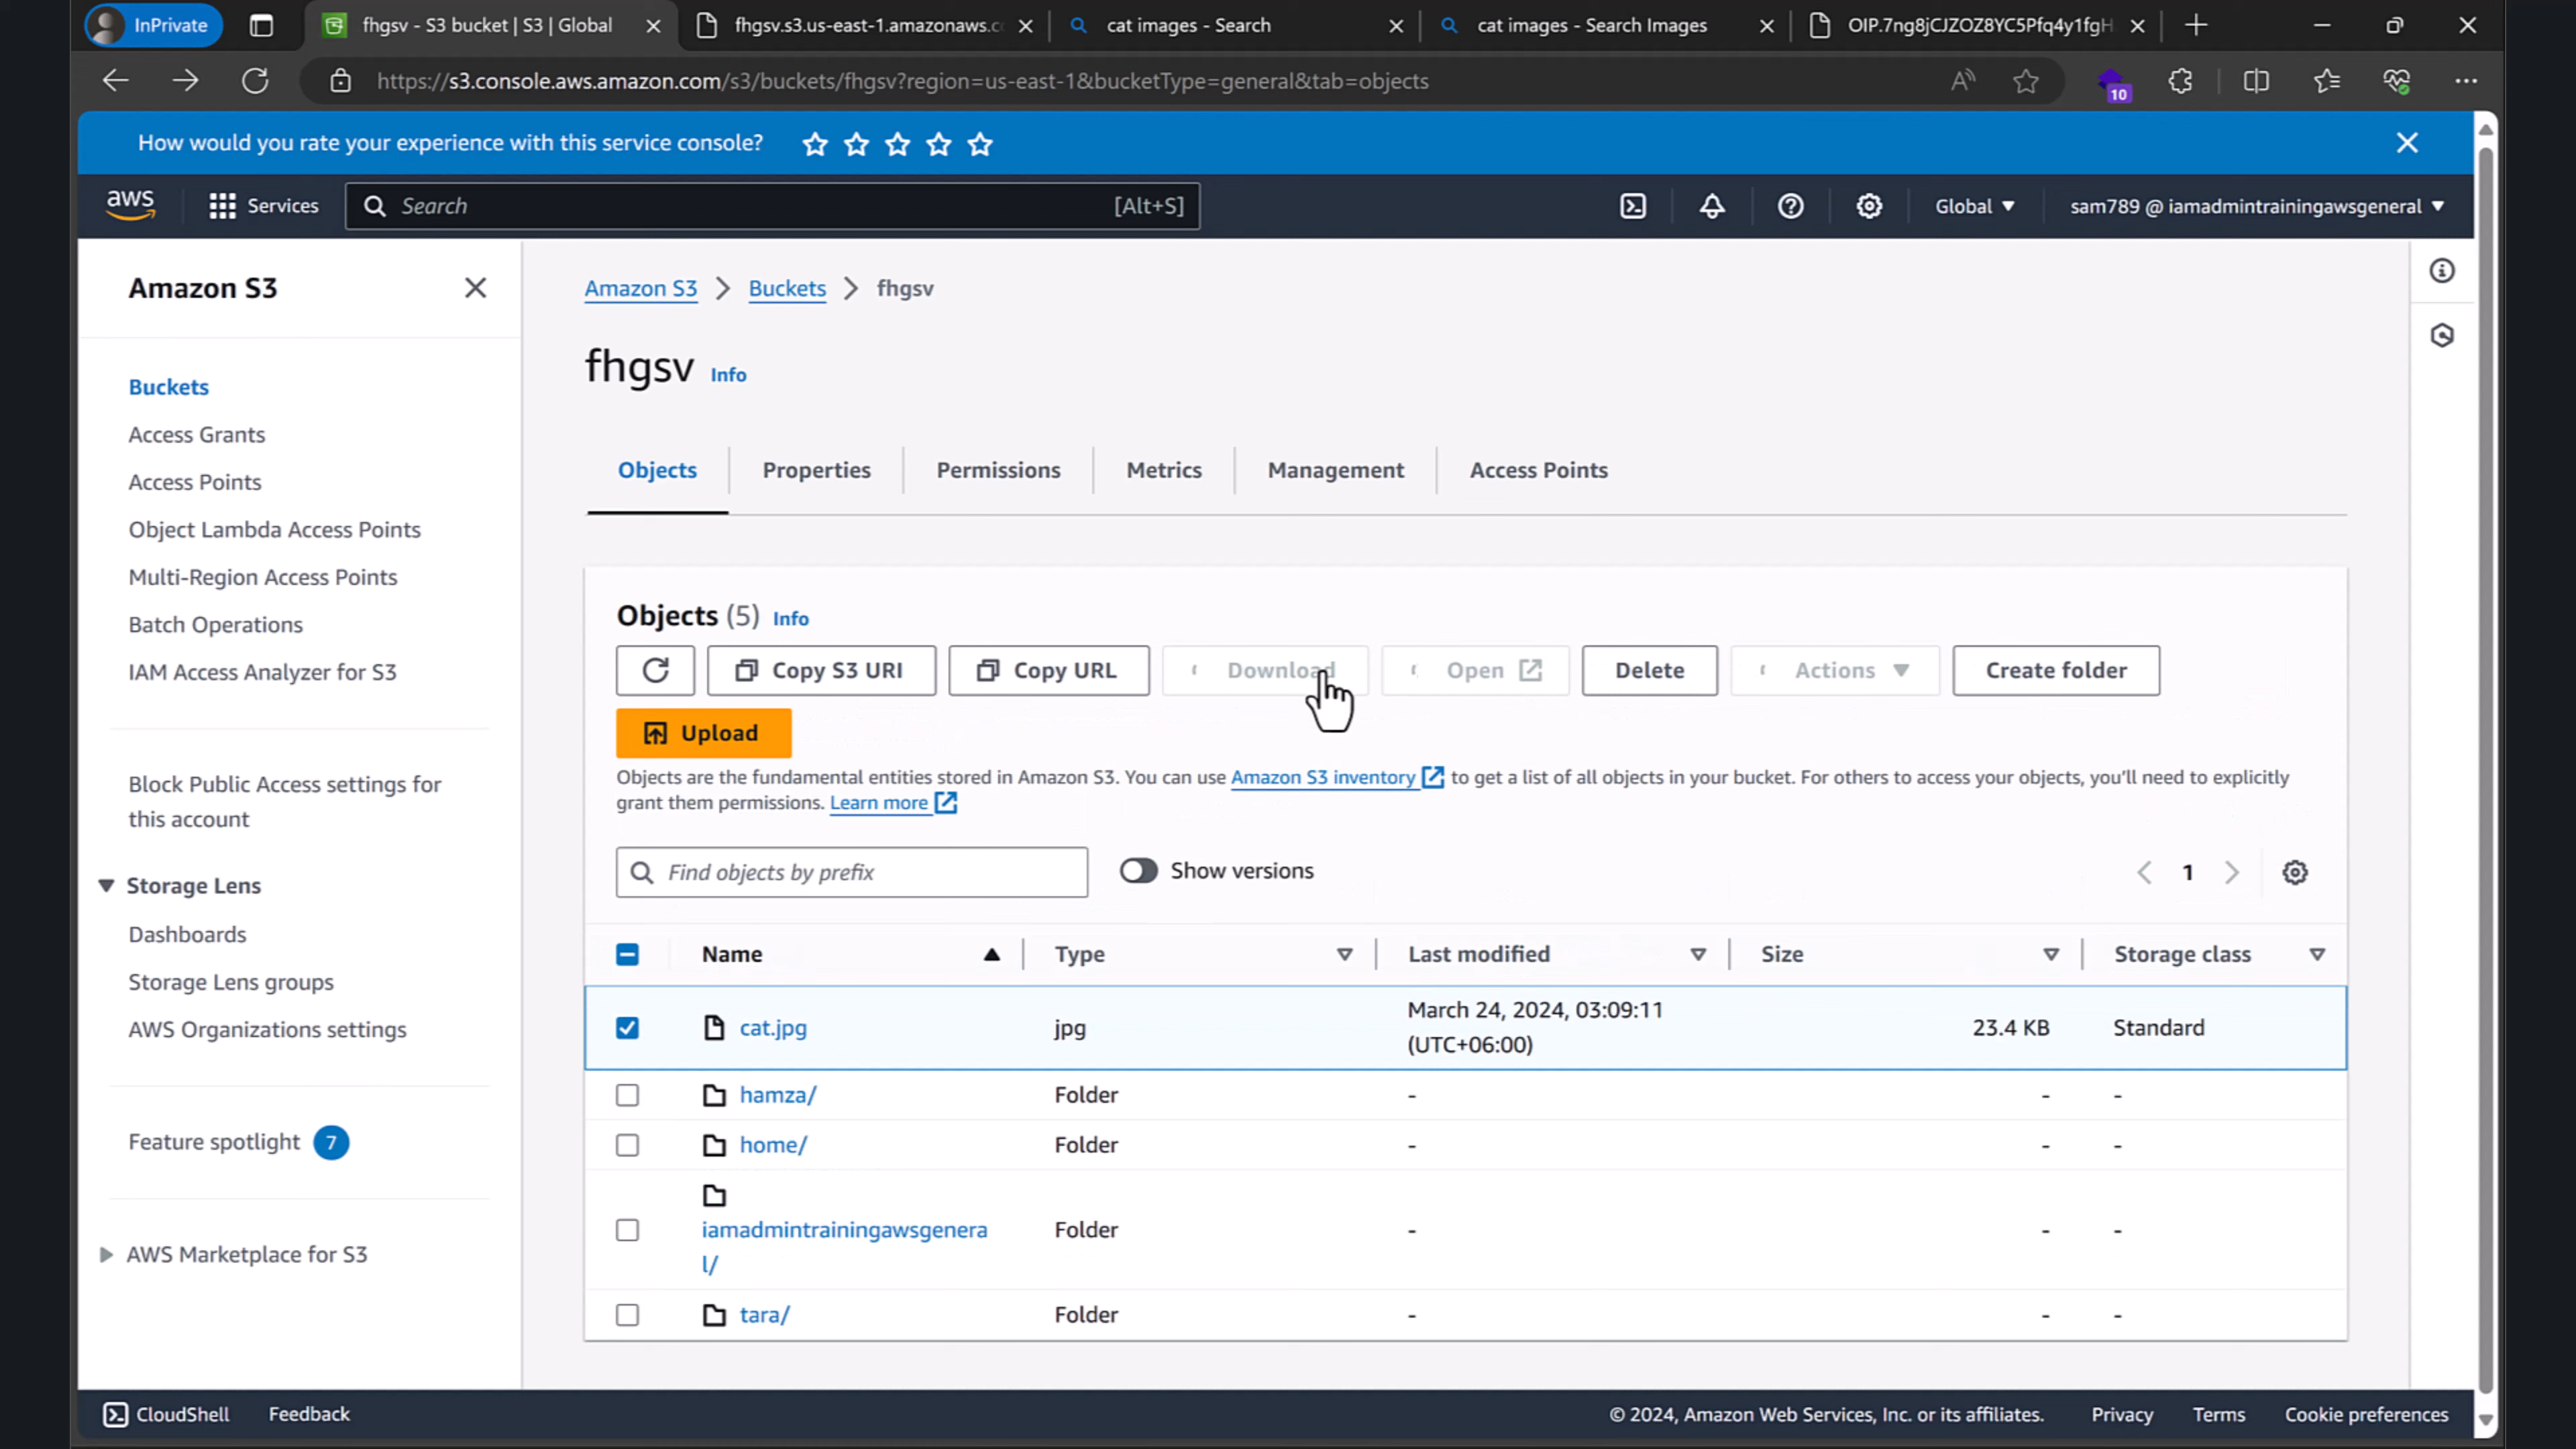 InPrivate
fhgsv - S3 bucket | S3 | Global
fhgsv.s3.us-east-1.amazonaws.c
cat images - Search
cat images - Search Images
OIP.7ng8jCJZOZ8YC5Pfq4y1fgH
https://s3.console.aws.amazon.com/s3/buckets/fhgsv?region=us-east-1&bucketType=general&tab=objects
10
How would you rate your experience with this service console?
aws
Services
Search
[Alt+S]
Global
sam789 @ iamadmintrainingawsgeneral
Amazon S3
Buckets
Access Grants
Access Points
Object Lambda Access Points
Multi-Region Access Points
Batch Operations
IAM Access Analyzer for S3
Block Public Access settings for
this account
Storage Lens
Dashboards
Storage Lens groups
AWS Organizations settings
Feature spotlight 7
AWS Marketplace for S3
Amazon S3 > Buckets > fhgsv
fhgsv Info
Objects
Properties
Permissions
Metrics
Management
Access Points
Objects (5) Info
Copy S3 URI
Copy URL
Download
Open
Delete
Actions
Create folder
Upload
Objects are the fundamental entities stored in Amazon S3. You can use Amazon S3 inventory to get a list of all objects in your bucket. For others to access your objects, you'll need to explicitly
grant them permissions. Learn more
Find objects by prefix
Show versions
1
Name Type Last modified Size Storage class
cat.jpg jpg March 24, 2024, 03:09:11 23.4 KB Standard
(UTC+06:00)
hamza/ Folder - - -
home/ Folder - - -
iamadmintrainingawsgenera Folder - - -
l/
tara/ Folder - - -
CloudShell
Feedback
© 2024, Amazon Web Services, Inc. or its affiliates.
Privacy
Terms
Cookie preferences